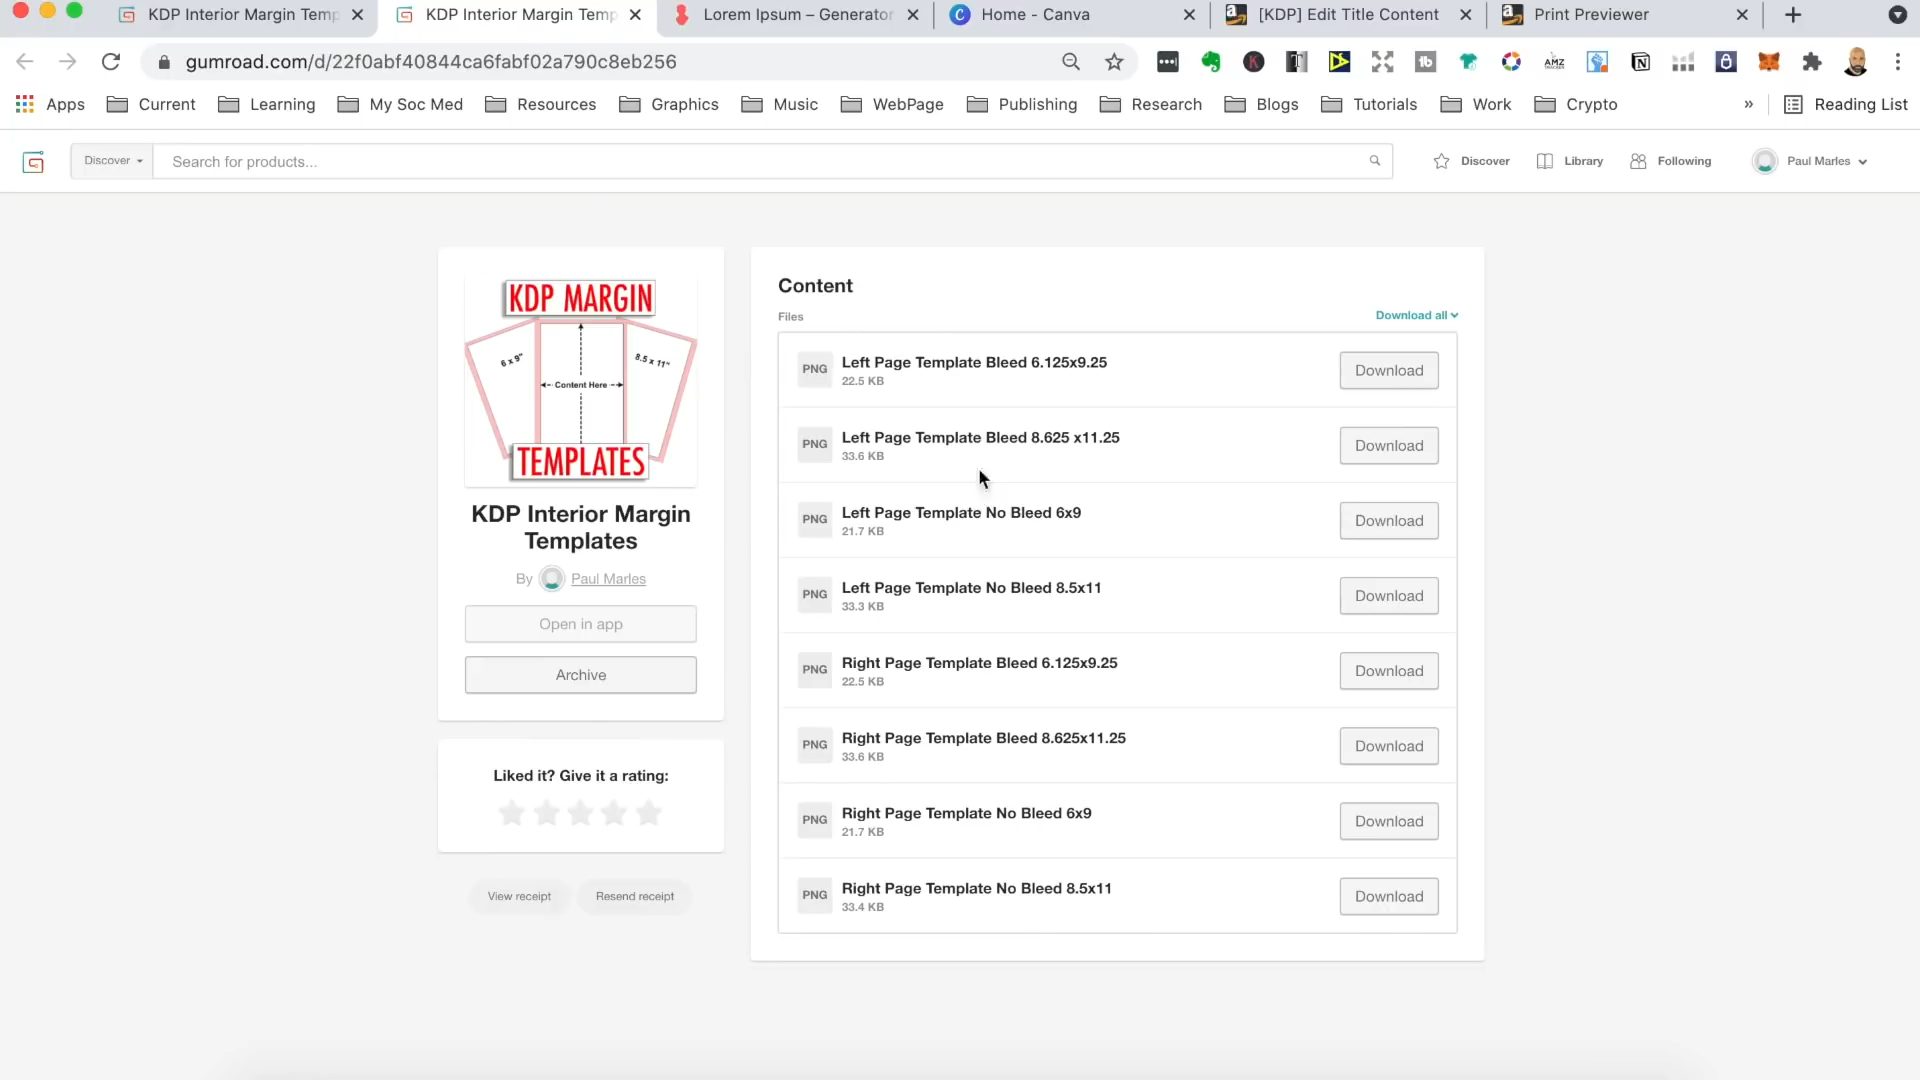 KDP Interior Margin Temp
KDP Interior Margin Temp
Lorem Ipsum – Generator
Home - Canva
[KDP] Edit Title Content
Print Previewer
gumroad.com/d/22f0abf40844ca6fabf02a790c8eb256
Apps
Current
Learning
My Soc Med
Resources
Graphics
Music
WebPage
Publishing
Research
Blogs
Tutorials
Work
Crypto
»
Reading List
Discover
Search for products...
Discover
Library
Following
Paul Marles
KDP MARGIN
6 x 9"
Content Here
8.5 x 11"
TEMPLATES
KDP Interior Margin
Templates
By Paul Marles
Open in app
Archive
Liked it? Give it a rating:
View receipt
Resend receipt
Content
Files
Download all
PNG
Left Page Template Bleed 6.125x9.25
22.5 KB
Download
PNG
Left Page Template Bleed 8.625 x11.25
33.6 KB
Download
PNG
Left Page Template No Bleed 6x9
21.7 KB
Download
PNG
Left Page Template No Bleed 8.5x11
33.3 KB
Download
PNG
Right Page Template Bleed 6.125x9.25
22.5 KB
Download
PNG
Right Page Template Bleed 8.625x11.25
33.6 KB
Download
PNG
Right Page Template No Bleed 6x9
21.7 KB
Download
PNG
Right Page Template No Bleed 8.5x11
33.4 KB
Download